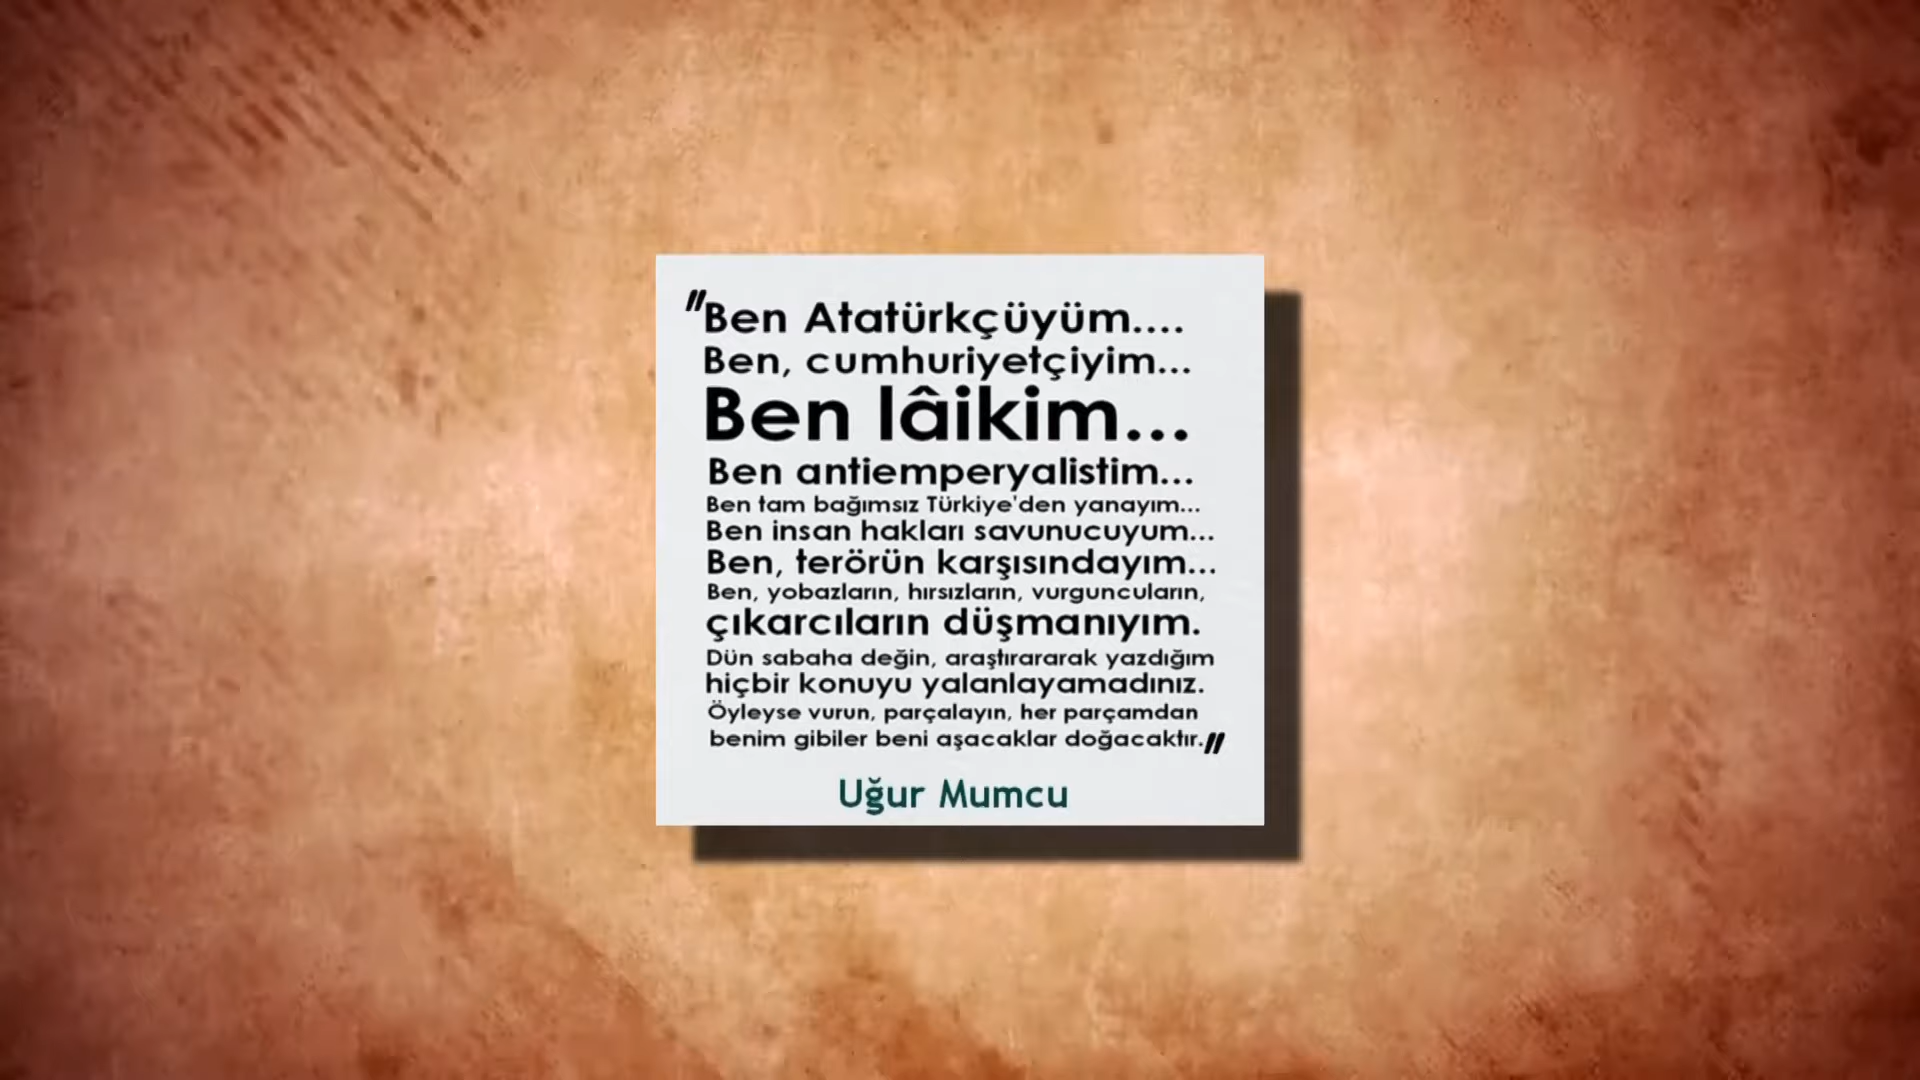 "Ben Atatürkçüyüm....
Ben, cumhuriyetçiyim...
Ben lâikim...
Ben antiemperyalistim...
Ben tam bağımsız Türkiye'den yanayım...
Ben insan hakları savunucuyum...
Ben, terörün karşısındayım...
Ben, yobazların, hırsızların, vurguncuların,
çıkarcıların düşmanıyım.
Dün sabaha değin, araştırararak yazdığım
hiçbir konuyu yalanlayamadınız.
Öyleyse vurun, parçalayın, her parçamdan
benim gibiler beni aşacaklar doğacaktır."
Uğur Mumcu